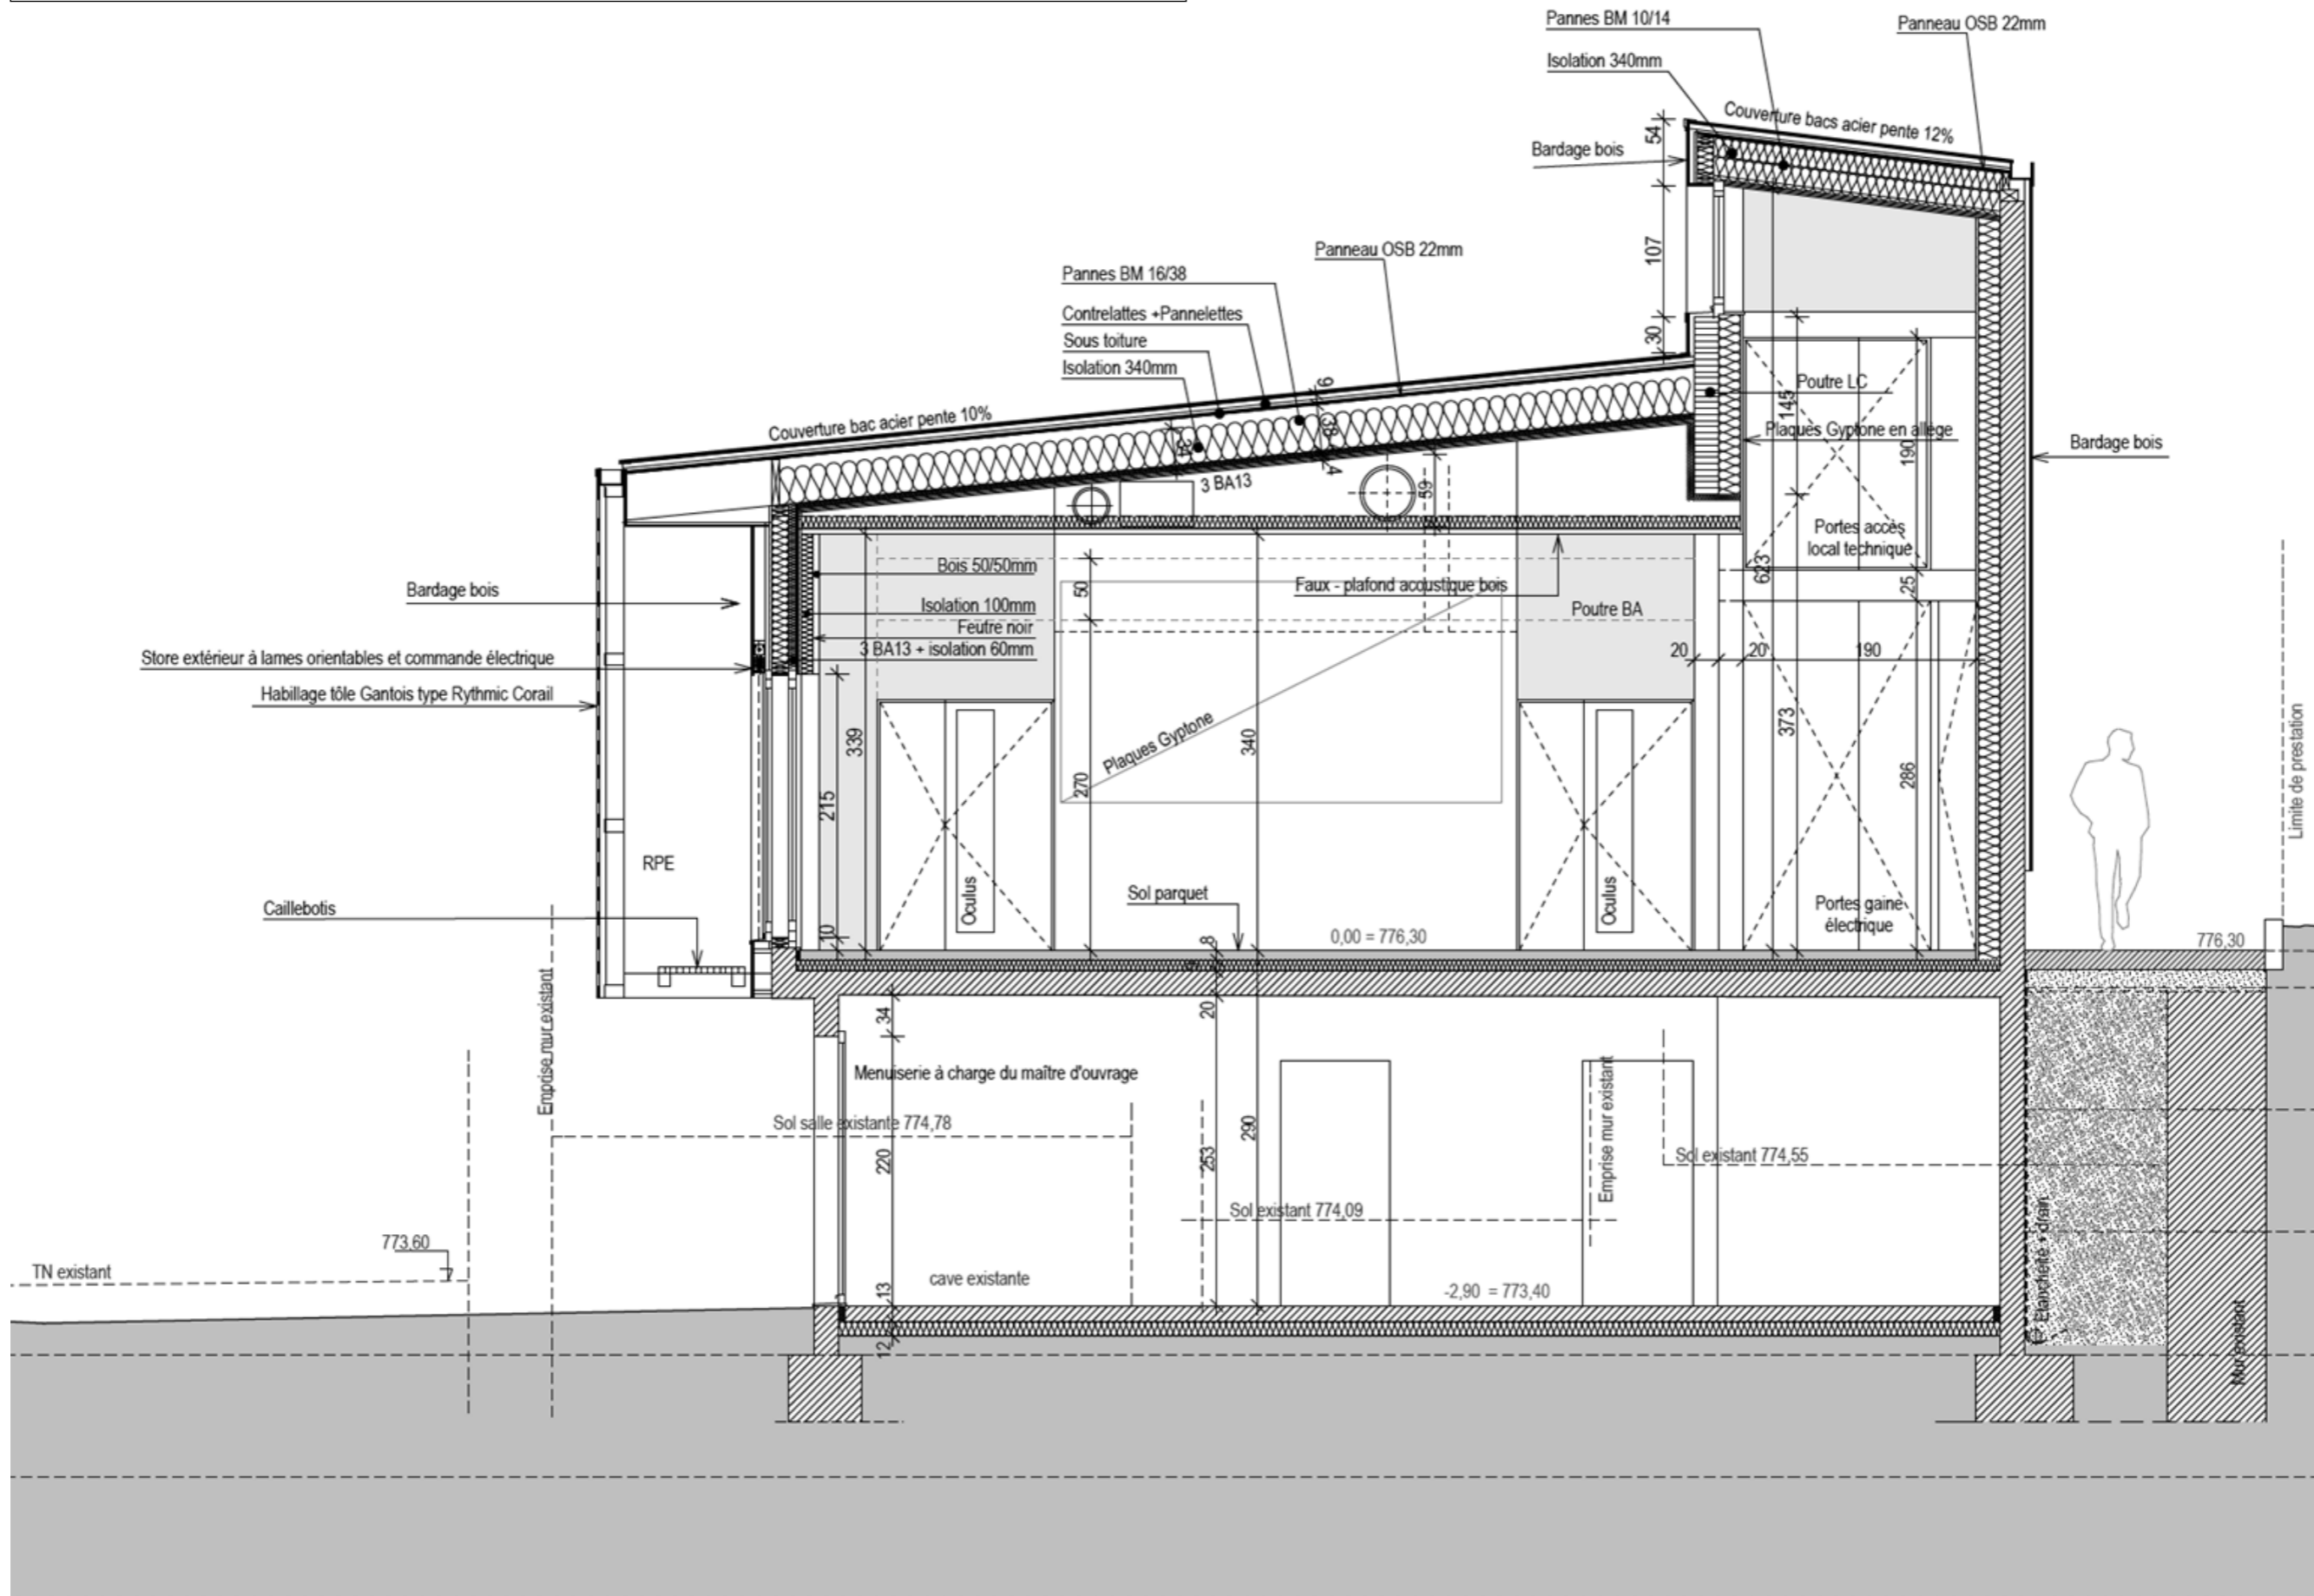 Pannes BM 10/14
Panneau OSB 22mm
Isolation 340mm
Couverture bacs acier pente 12%
54
Bardage bois
107
Panneau OSB 22mm
Pannes BM 16/38
Contrelattes +Pannelettes
Sous toiture
Isolation 340mm
30
Couverture bac acier pente 10%
6
38
34
4
3 BA13
59
Poutre LC
145
Plaques Gyptone en allège
190
Bardage bois
Portes accès
local technique
623
25
Bardage bois
Bois 50/50mm
50
Faux - plafond acoustique bois
Isolation 100mm
Feutre noir
3 BA13 + isolation 60mm
Poutre BA
Store extérieur à lames orientables et commande électrique
Habillage tôle Gantois type Rythmic Corail
20
20
190
339
Plaques Gyptone
340
373
270
286
215
Limite de prestation
RPE
Caillebotis
Oculus
Sol parquet
Oculus
Portes gaine
électrique
10
8
0,00 = 776,30
776,30
Emprise mur existant
34
20
Menuiserie à charge du maître d'ouvrage
Emprise mur existant
Sol salle existante 774,78
220
253
290
Sol existant 774,55
Sol existant 774,09
773,60
TN existant
cave existante
13
-2,90 = 773,40
12
Etanchéité + drain
Mur existant